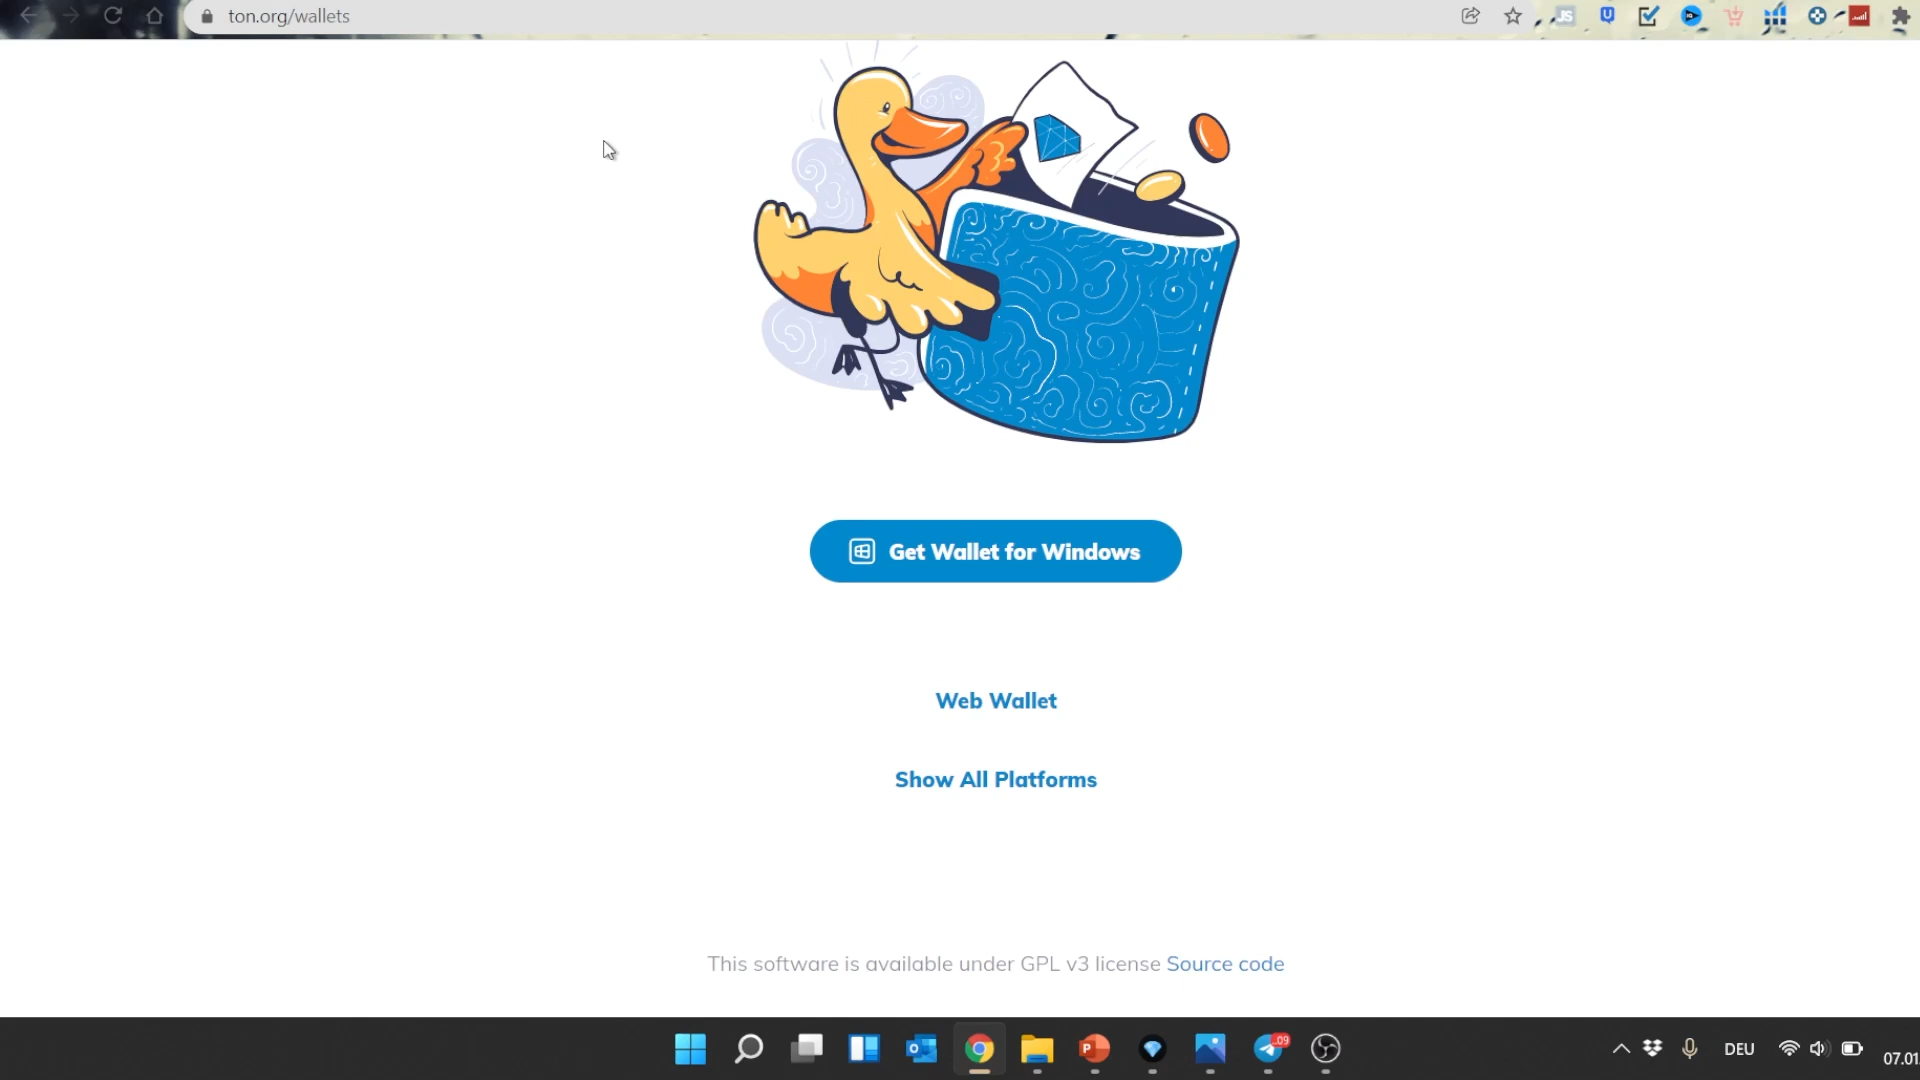 ton.org/wallets
JS
Get Wallet for Windows
Web Wallet
Show All Platforms
This software is available under GPL v3 license Source code
DEU
07.01